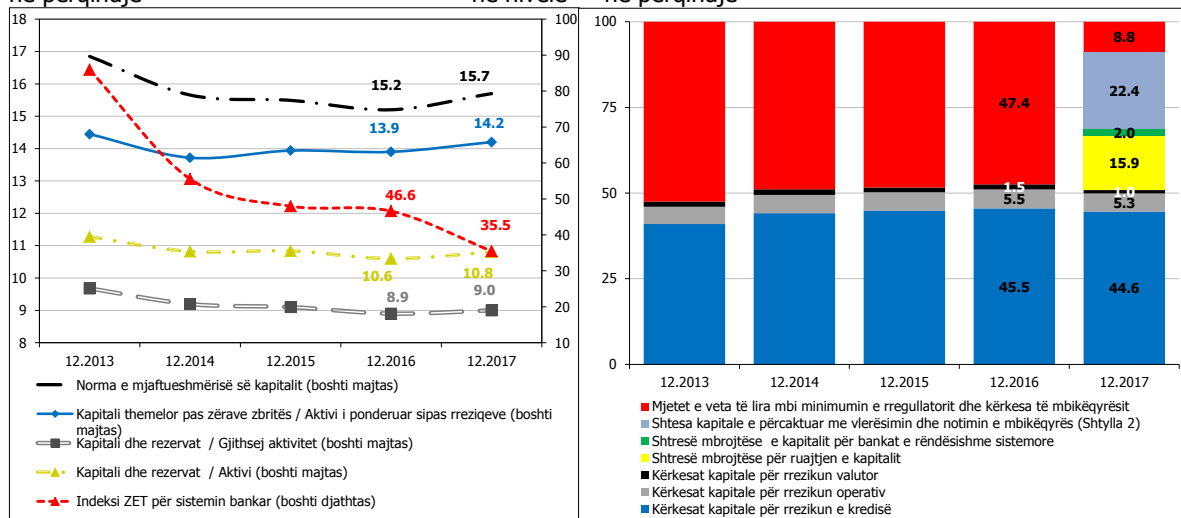 në përqindje në nivele në përqindje
18 100
17 90
16 80
15 70
14 60
13 50
12 40
11 30
10 20
9
8 10
15.2 15.7
13.9 14.2
46.6
35.5
10.6 10.8
8.9 9.0
12.2013 12.2014 12.2015 12.2016 12.2017
Norma e mjaftueshmërisë së kapitalit (boshti majtas)
Kapitali themelor pas zërave zbritës / Aktivi i ponderuar sipas rreziqeve (boshti
majtas)
Kapitali dhe rezervat / Gjithsej aktivitet (boshti majtas)
Kapitali dhe rezervat / Aktivi (boshti majtas)
Indeksi ZET për sistemin bankar (boshti djathtas)
100
75
50
25
0
8.8
22.4
47.4
2.0
15.9
1.5 1.0
5.5 5.3
45.5 44.6
12.2013 12.2014 12.2015 12.2016 12.2017
Mjetet e veta të lira mbi minimumin e rregullatorit dhe kërkesa të mbikëqyrësit
Shtesa kapitale e përcaktuar me vlerësimin dhe notimin e mbikëqyrës (Shtylla 2)
Shtresë mbrojtëse e kapitalit për bankat e rëndësishme sistemore
Shtresë mbrojtëse për ruajtjen e kapitalit
Kërkesat kapitale për rrezikun valutor
Kërkesat kapitale për rrezikun operativ
Kërkesat kapitale për rrezikun e kredisë